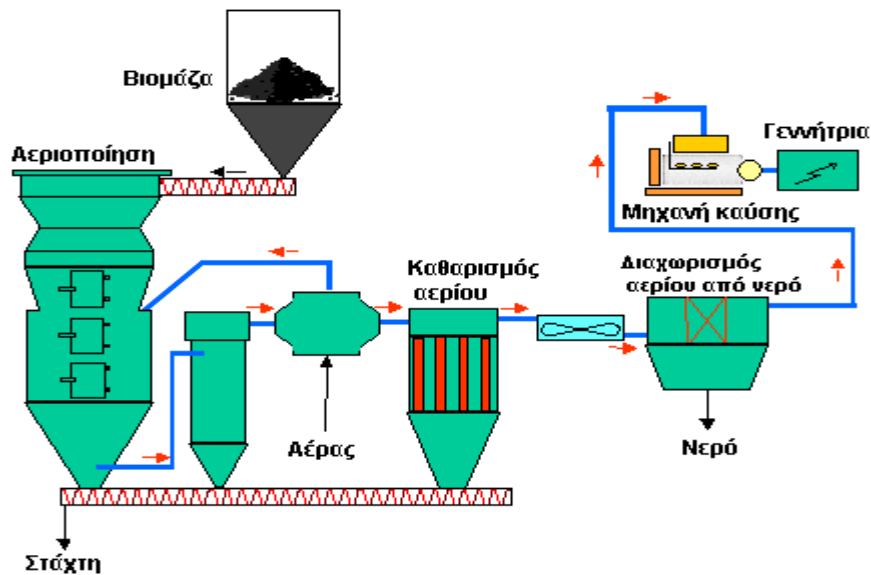 Βιομάζα
Αεριοποίηση
Γεννήτρια
Μηχανή καύσης
Καθαρισμός
αερίου
Διαχωρισμός
αερίου από νερό
Αέρας
Νερό
Στάχτη